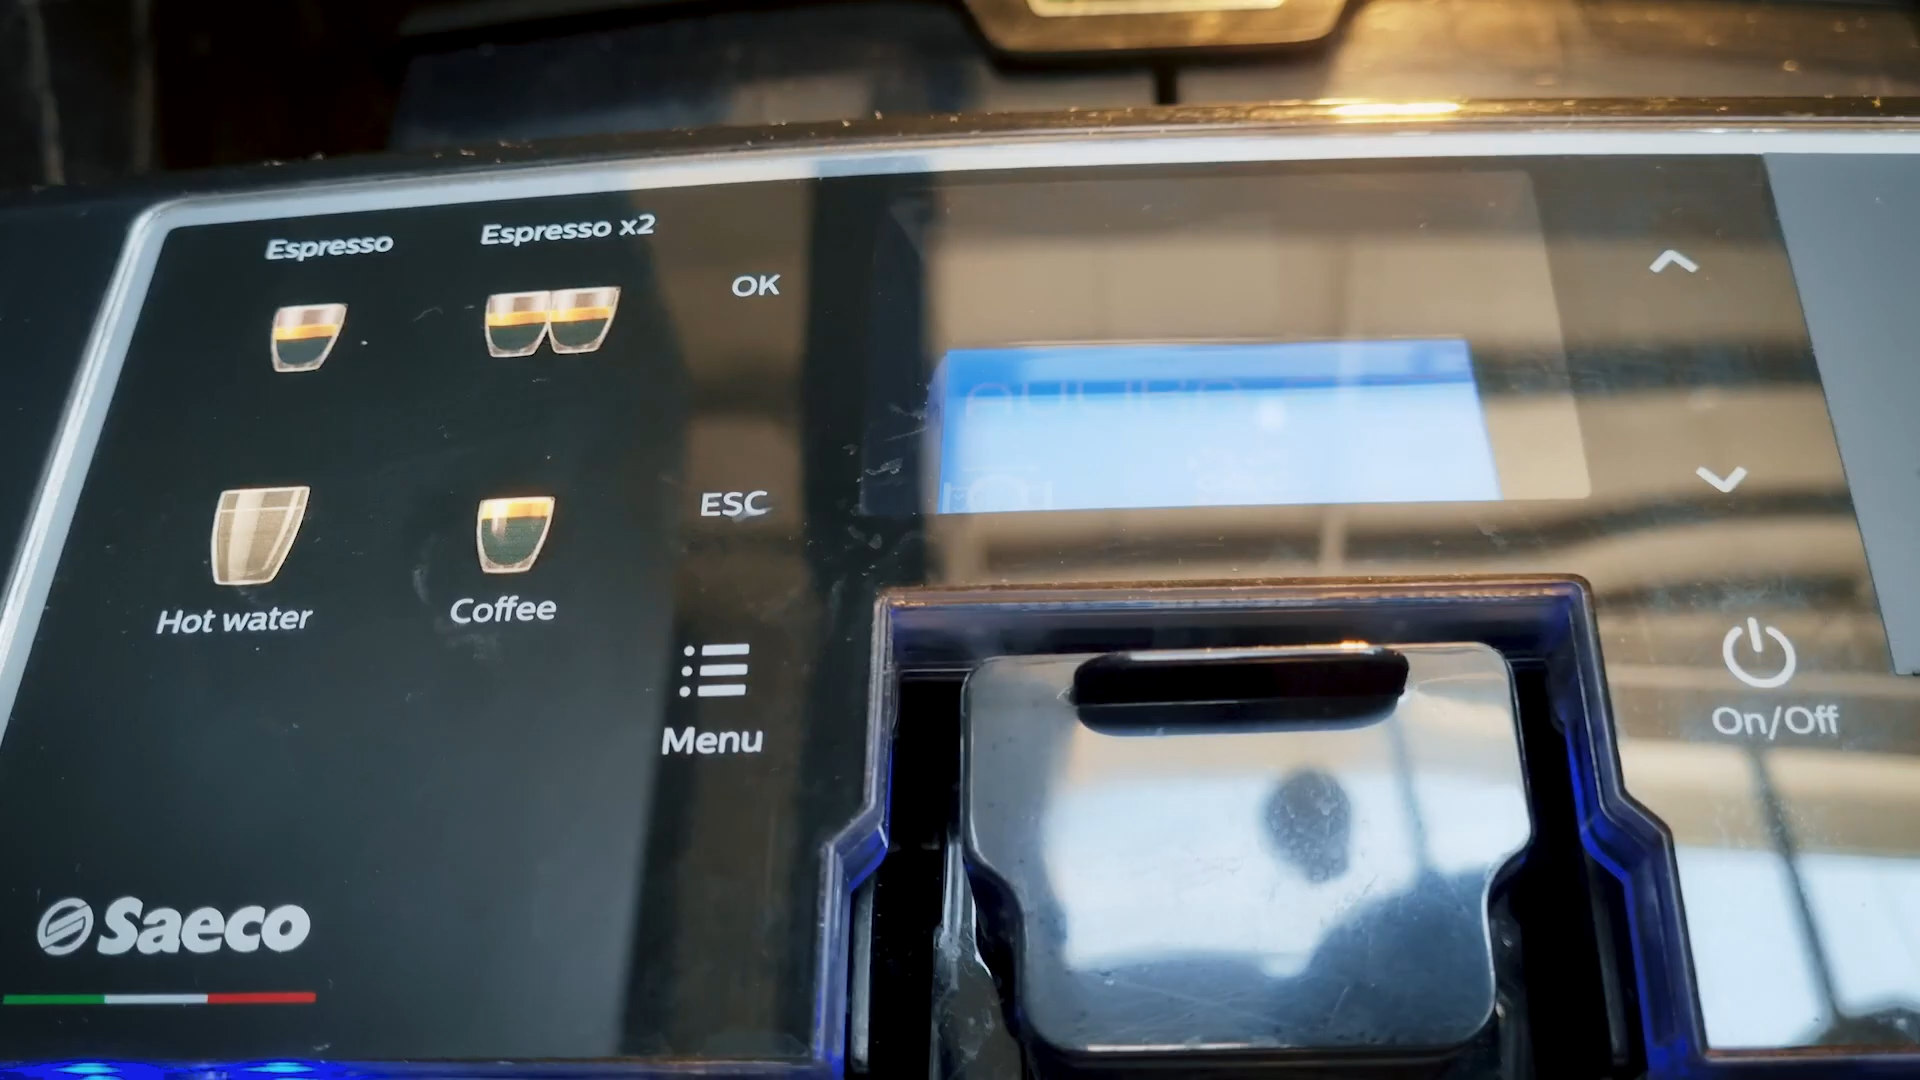 Espresso
Espresso x2
OK
ESC
Hot water
Coffee
Menu
On/Off
Saeco